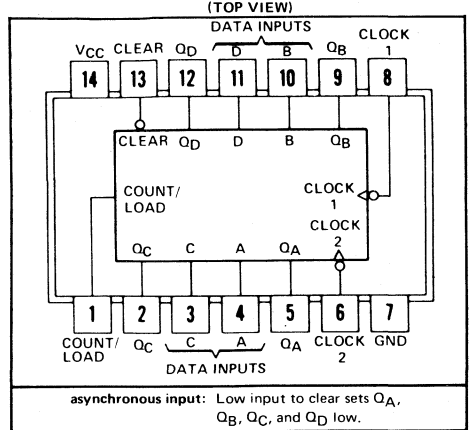 (TOP VIEW)
DATA INPUTS
VCC CLEAR QD D B QB CLOCK 1
14 13 12 11 10 9 8
CLEAR QD D B QB
COUNT/
LOAD
CLOCK
1
CLOCK
2
QC C A QA
1 2 3 4 5 6 7
COUNT/
LOAD
QC C A QA CLOCK
2
GND
DATA INPUTS
asynchronous input: Low input to clear sets QA,
QB, QC, and QD low.